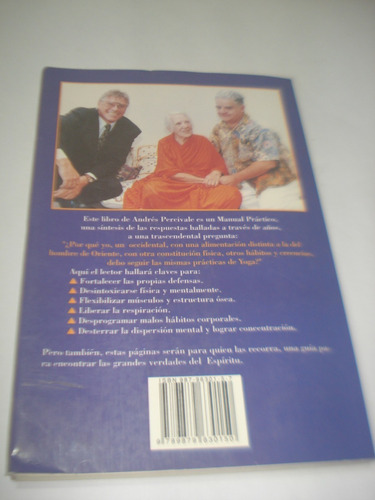 Este libro de Andrés Percivale es un Manual Práctico,
una síntesis de las respuestas halladas a través de años,
a una trascendental pregunta:
"¿Por qué yo, un occidental, con una alimentación distinta a la del
hombre de Oriente, con otra constitución física, otros hábitos y creencias,
debo seguir las mismas prácticas de Yoga?"
Aquí el lector hallará claves para:
Fortalecer las propias defensas.
Desintoxicarse física y mentalmente.
Flexibilizar músculos y estructura ósea.
Liberar la respiración.
Desprogramar malos hábitos corporales.
Desterrar la dispersión mental y lograr concentración.
Pero también, estas páginas serán para quien las recorra, una guía pa-
ra encontrar las grandes verdades del Espíritu.